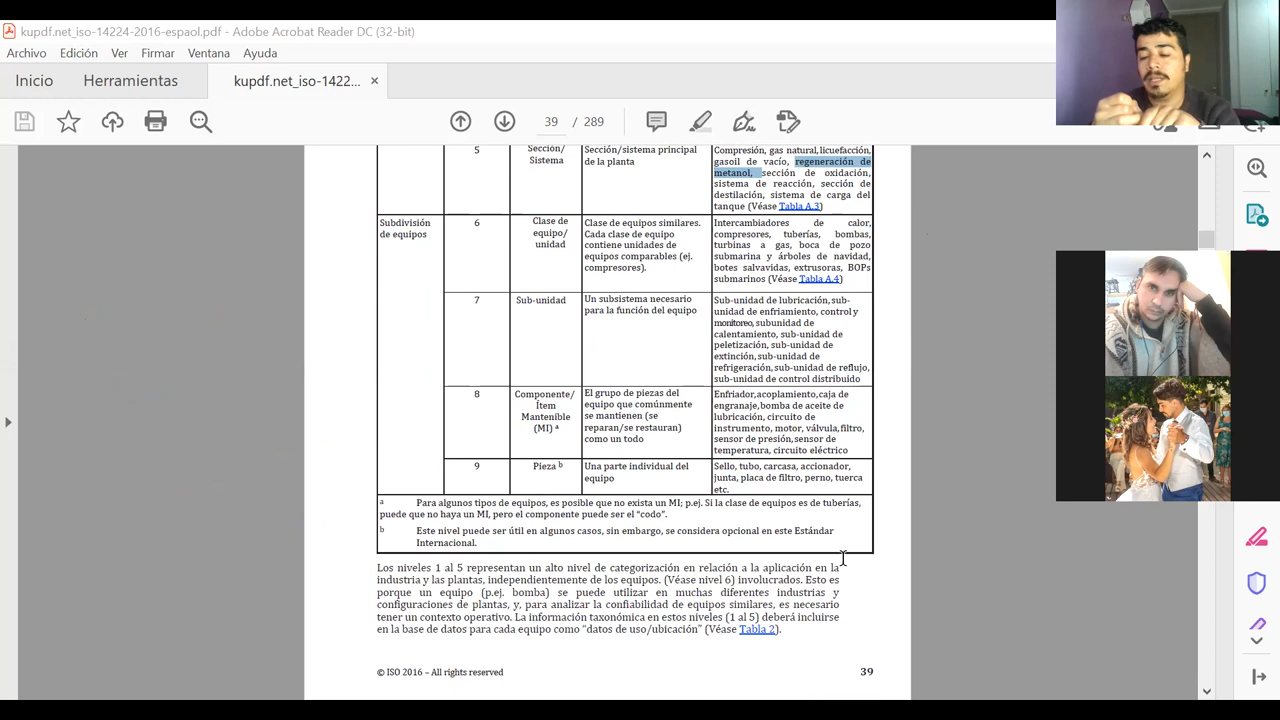 kupdf.net_iso-14224-2016-espaol.pdf - Adobe Acrobat Reader DC (32-bit)
Archivo Edición Ver Firmar Ventana Ayuda
Inicio Herramientas kupdf.net_iso-1422... ×
39 / 289
5
Sección/
Sistema
Sección/sistema principal
de la planta
Compresión, gas natural, licuefacción,
gasoil de vacío, regeneración de
metanol, sección de oxidación,
sistema de reacción, sección de
destilación, sistema de carga del
tanque (Véase Tabla A.3)
Subdivisión
de equipos
6
Clase de
equipo/
unidad
Clase de equipos similares.
Cada clase de equipo
contiene unidades de
equipos comparables (ej.
compresores).
Intercambiadores de calor,
compresores, tuberías, bombas,
turbinas a gas, boca de pozo
submarina y árboles de navidad,
botes salvavidas, extrusoras, BOPs
submarinos (Véase Tabla A.4)
7
Sub-unidad
Un subsistema necesario
para la función del equipo
Sub-unidad de lubricación, sub-
unidad de enfriamiento, control y
monitoreo, subunidad de
calentamiento, sub-unidad de
peletización, sub-unidad de
extinción, sub-unidad de
refrigeración, sub-unidad de reflujo,
sub-unidad de control distribuido
8
Componente/
Ítem
Mantenible
(MI) a
El grupo de piezas del
equipo que comúnmente
se mantienen (se
reparan/se restauran)
como un todo
Enfriador, acoplamiento, caja de
engranaje, bomba de aceite de
lubricación, circuito de
instrumento, motor, válvula, filtro,
sensor de presión, sensor de
temperatura, circuito eléctrico
9
Pieza b
Una parte individual del
equipo
Sello, tubo, carcasa, accionador,
junta, placa de filtro, perno, tuerca
etc.
a Para algunos tipos de equipos, es posible que no exista un MI; p.ej. Si la clase de equipos es de tuberías,
puede que no haya un MI, pero el componente puede ser el “codo”.
b Este nivel puede ser útil en algunos casos, sin embargo, se considera opcional en este Estándar
Internacional.
Los niveles 1 al 5 representan un alto nivel de categorización en relación a la aplicación en la
industria y las plantas, independientemente de los equipos. (Véase nivel 6) involucrados. Esto es
porque un equipo (p.ej. bomba) se puede utilizar en muchas diferentes industrias y
configuraciones de plantas, y, para analizar la confiabilidad de equipos similares, es necesario
tener un contexto operativo. La información taxonómica en estos niveles (1 al 5) deberá incluirse
en la base de datos para cada equipo como “datos de uso/ubicación” (Véase Tabla 2).
© ISO 2016 – All rights reserved 39